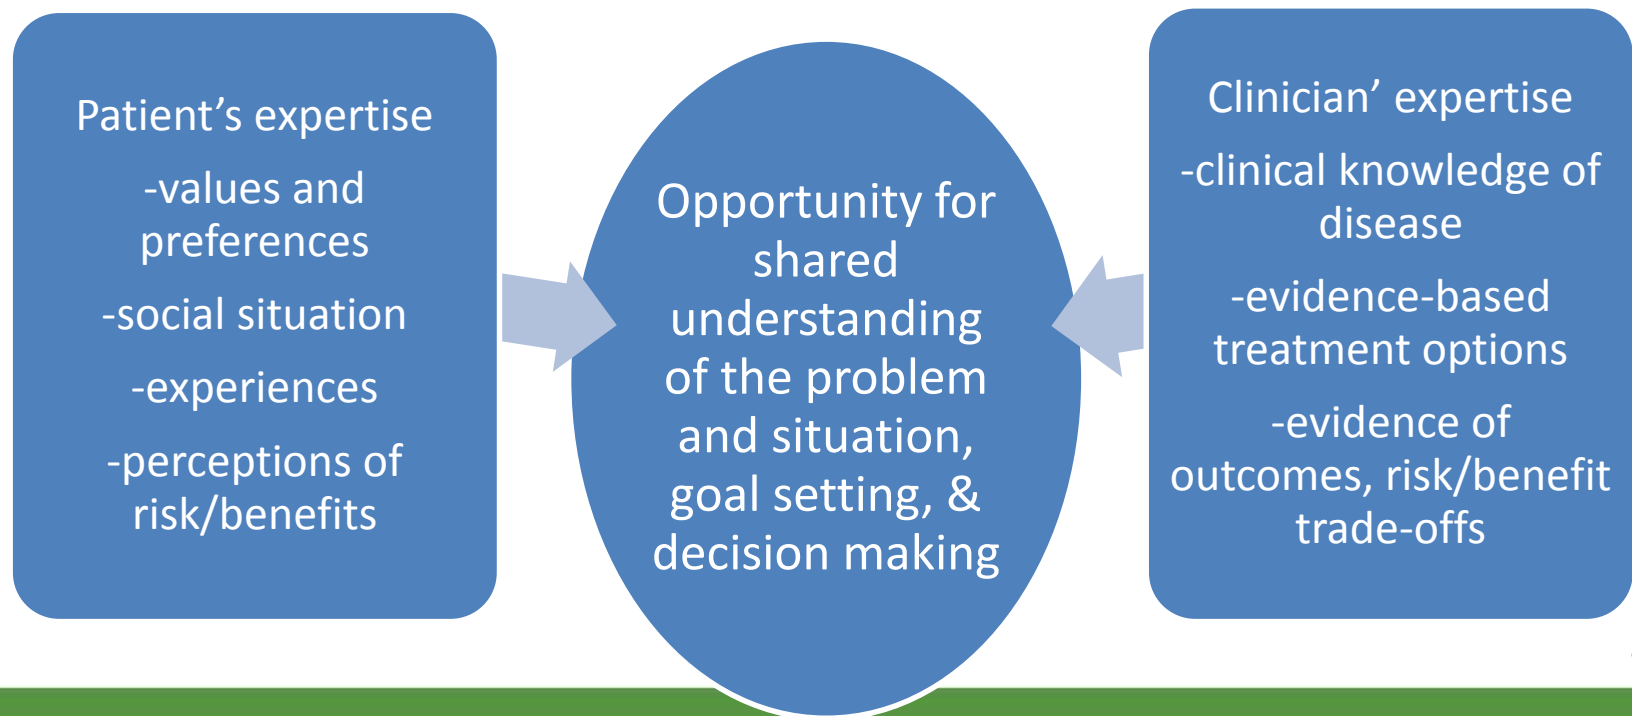 Patient’s expertise
-values and
preferences
-social situation
-experiences
-perceptions of
risk/benefits
Opportunity for
shared
understanding
of the problem
and situation,
goal setting, &
decision making
Clinician’ expertise
-clinical knowledge of
disease
-evidence-based
treatment options
-evidence of
outcomes, risk/benefit
trade-offs